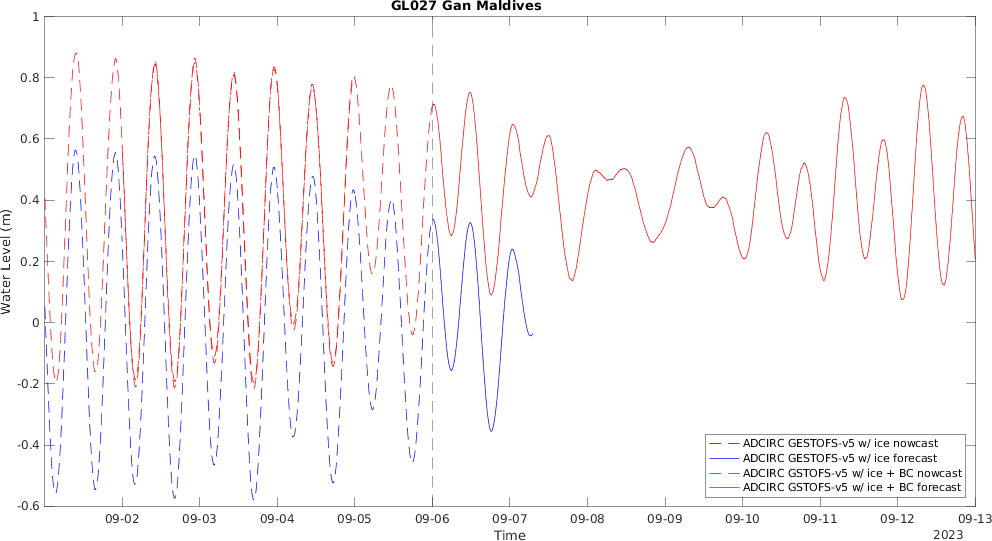 GL027 Gan Maldives
Water Level (m)
1
0.8
0.6
0.4
0.2
0
-0.2
-0.4
-0.6
ADCIRC GESTOFS-v5 w/ ice nowcast
ADCIRC GESTOFS-v5 w/ ice forecast
ADCIRC GSTOFS-v5 w/ ice + BC nowcast
ADCIRC GSTOFS-v5 w/ ice + BC forecast
09-02 09-03 09-04 09-05 09-06 09-07 09-08 09-09 09-10 09-11 09-12 09-13
Time
2023